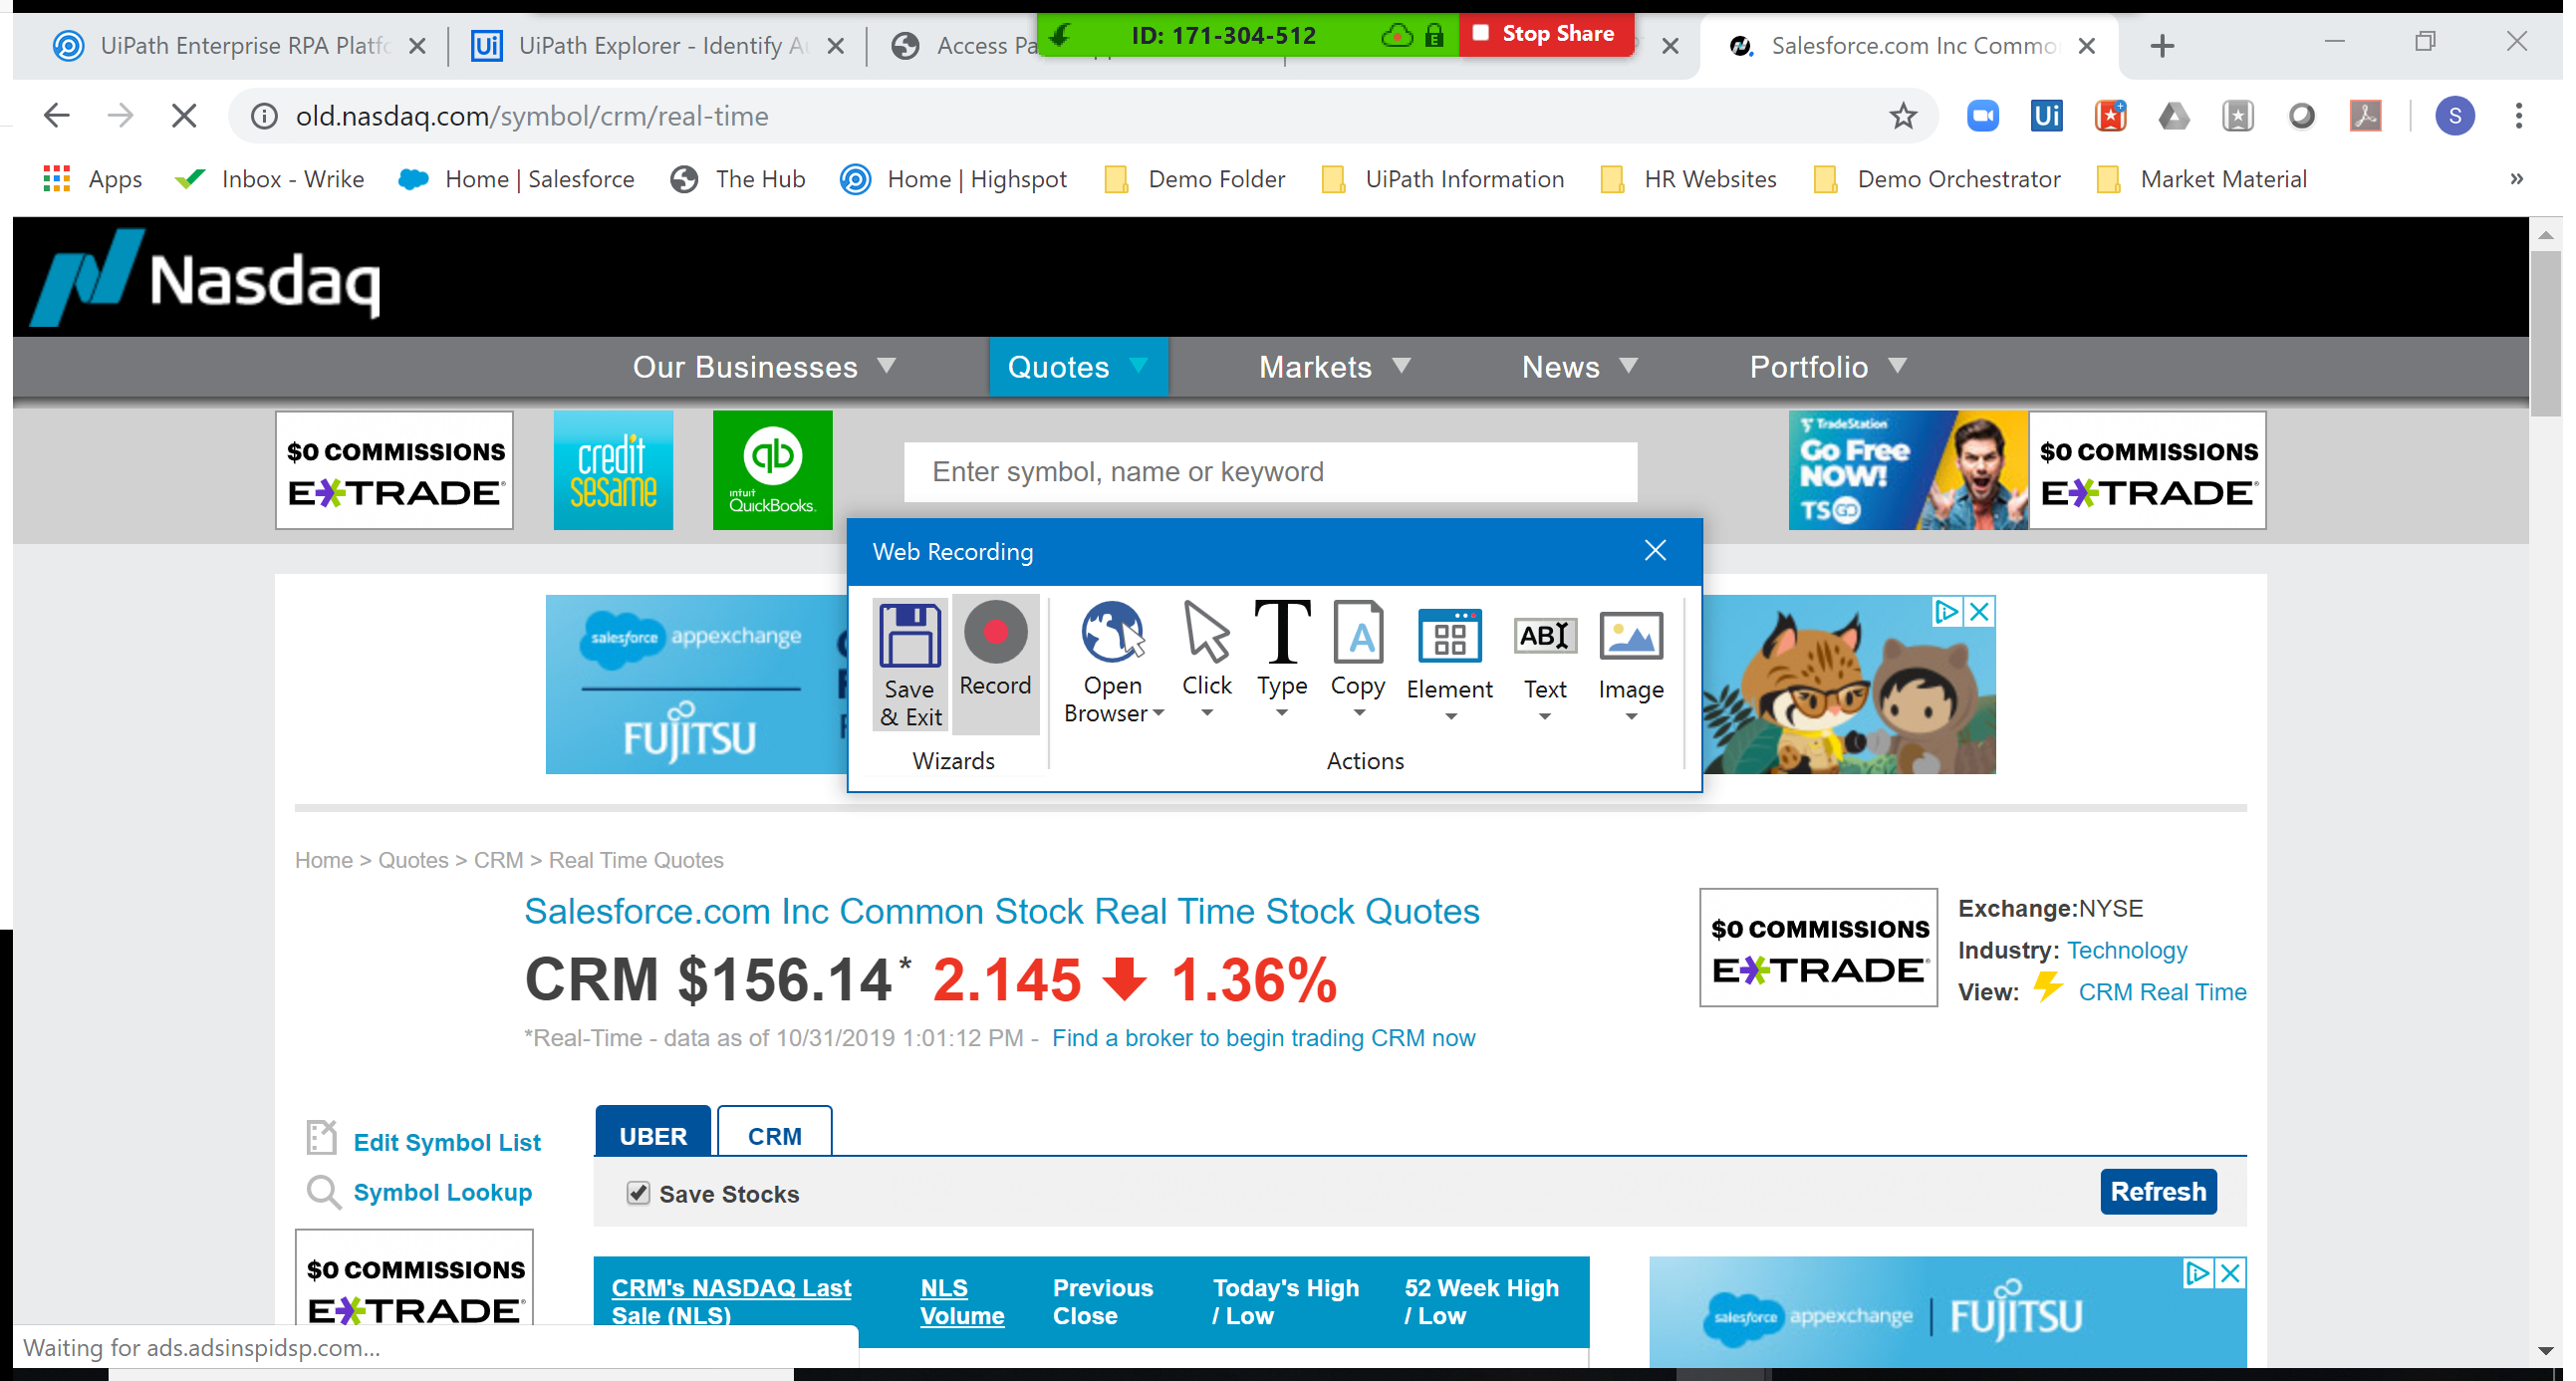 UiPath Enterprise RPA Platfo
UiPath Explorer - Identify Au
Access Pa
ID: 171-304-512
Stop Share
Salesforce.com Inc Commo
old.nasdaq.com/symbol/crm/real-time
S
Apps
Inbox - Wrike
Home | Salesforce
The Hub
Home | Highspot
Demo Folder
UiPath Information
HR Websites
Demo Orchestrator
Market Material
»
Nasdaq
Our Businesses
Quotes
Markets
News
Portfolio
$0 COMMISSIONS
E*TRADE
credit
sesame
qb
intuit
QuickBooks.
Enter symbol, name or keyword
TradeStation
Go Free
NOW!
TS GO
$0 COMMISSIONS
E*TRADE
Web Recording
Save
& Exit
Record
Wizards
Open
Browser
Click
Type
Copy
Element
Text
Image
Actions
salesforce appexchange
FUJITSU
Home > Quotes > CRM > Real Time Quotes
Salesforce.com Inc Common Stock Real Time Stock Quotes
CRM $156.14* 2.145 1.36%
*Real-Time - data as of 10/31/2019 1:01:12 PM - Find a broker to begin trading CRM now
$0 COMMISSIONS
E*TRADE
Exchange:NYSE
Industry: Technology
View: CRM Real Time
Edit Symbol List
Symbol Lookup
UBER
CRM
Save Stocks
Refresh
$0 COMMISSIONS
E*TRADE
CRM's NASDAQ Last
Sale (NLS)
NLS
Volume
Previous
Close
Today's High
/ Low
52 Week High
/ Low
salesforce appexchange | FUJITSU
Waiting for ads.adsinspidsp.com...